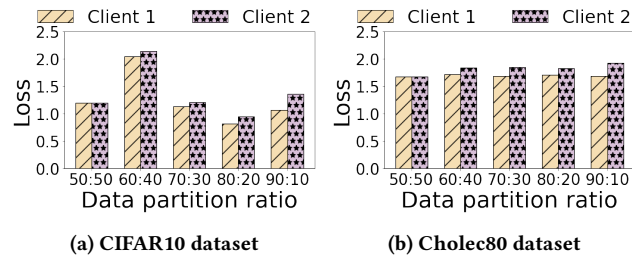 Client 1 Client 2
2.5
2.0
1.5
1.0
0.5
0.0
Loss
50:50 60:40 70:30 80:20 90:10
Data partition ratio
(a) CIFAR10 dataset
Client 1 Client 2
2.5
2.0
1.5
1.0
0.5
0.0
Loss
50:50 60:40 70:30 80:20 90:10
Data partition ratio
(b) Cholec80 dataset